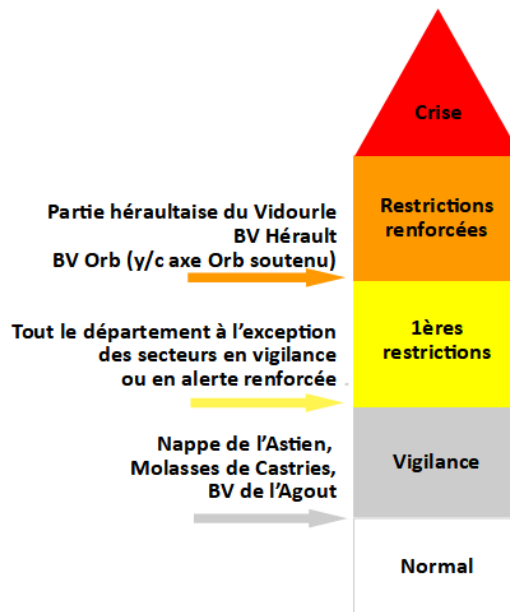 Crise
Partie héraultaise du Vidourle
BV Hérault
BV Orb (y/c axe Orb soutenu)
Restrictions
renforcées
Tout le département à l'exception
des secteurs en vigilance
ou en alerte renforcée
1ères
restrictions
Nappe de l'Astien,
Molasses de Castries,
BV de l'Agout
Vigilance
Normal